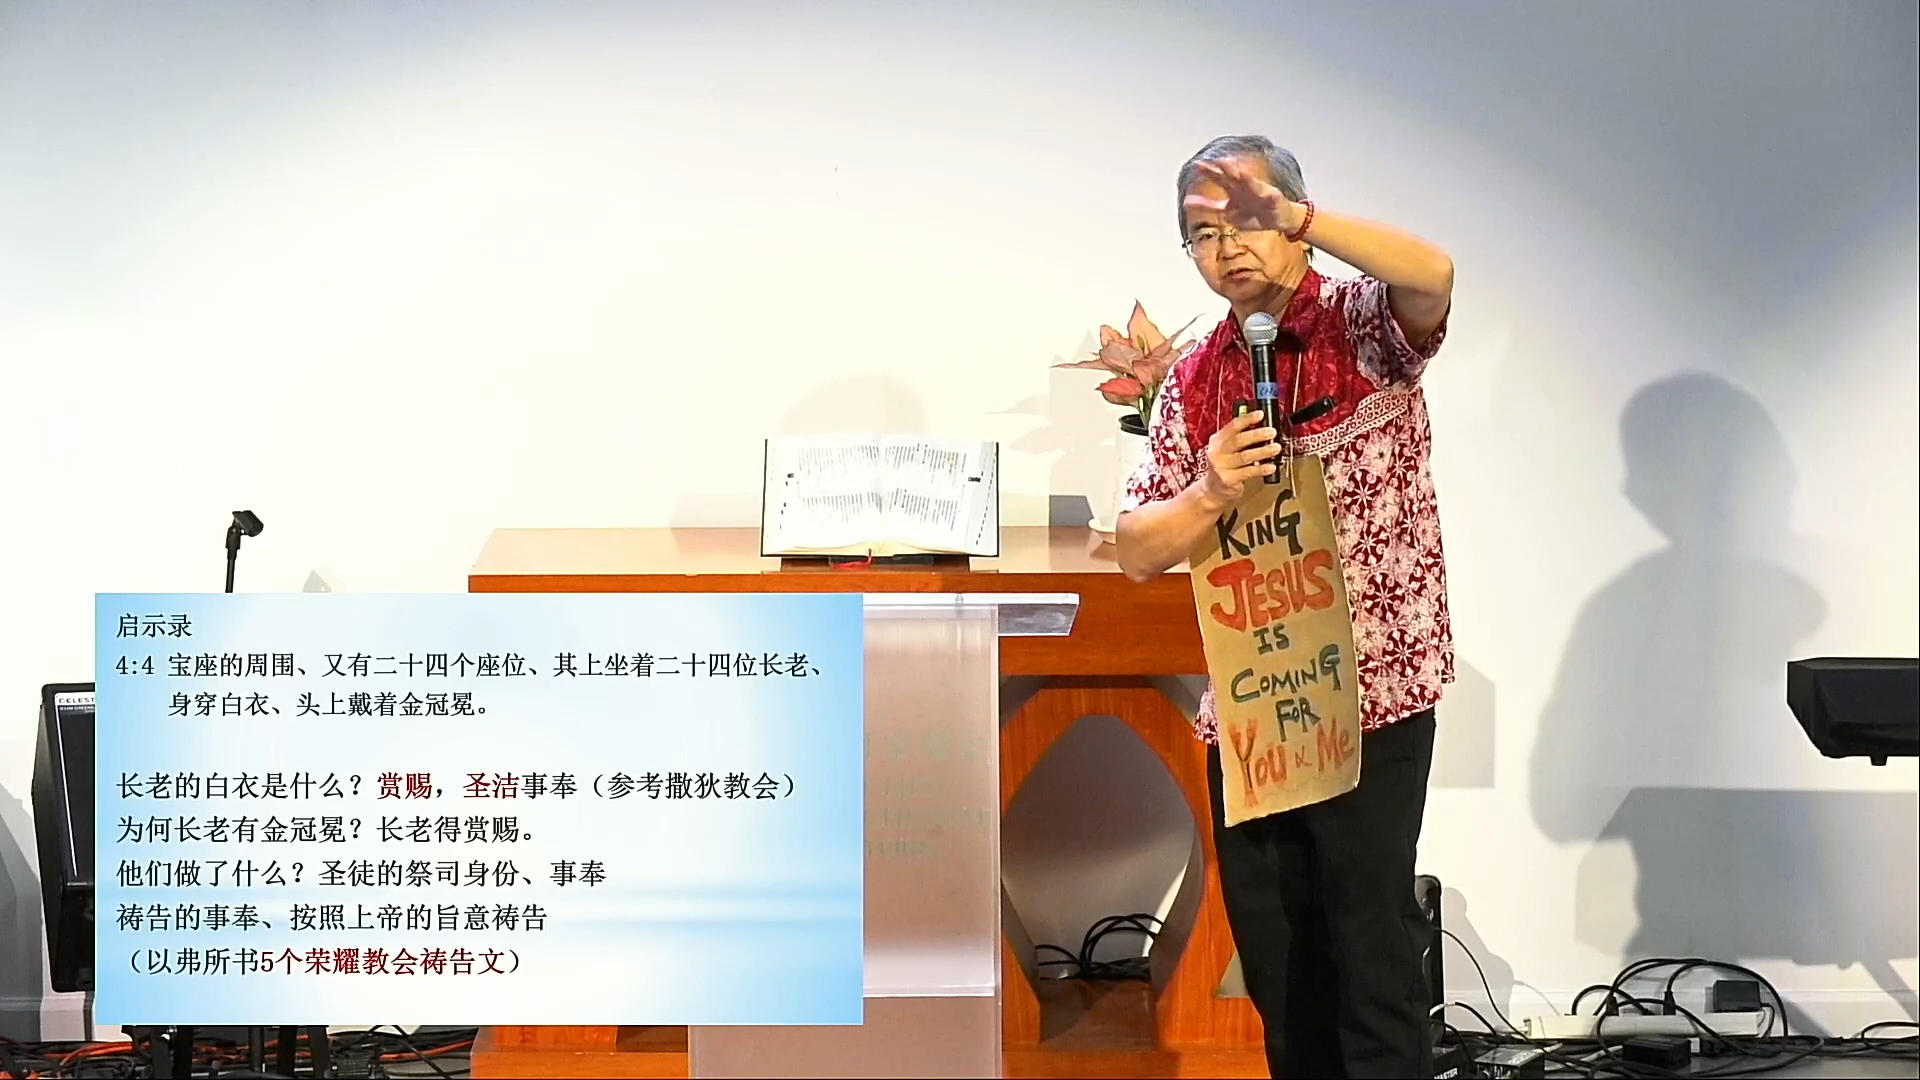 启示录
4:4 宝座的周围、又有二十四个座位、其上坐着二十四位长老、
身穿白衣、头上戴着金冠冕。
长老的白衣是什么？赏赐，圣洁事奉（参考撒狄教会）
为何长老有金冠冕？长老得赏赐。
他们做了什么？圣徒的祭司身份、事奉
祷告的事奉、按照上帝的旨意祷告
（以弗所书5个荣耀教会祷告文）
KING
JESUS
IS
COMING
FOR
YOU & ME
CELEST